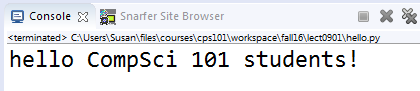 Console Snarfer Site Browser
<terminated> C:\Users\Susan\files\courses\cps101\workspace\fall16\lect0901\hello.py
hello CompSci 101 students!